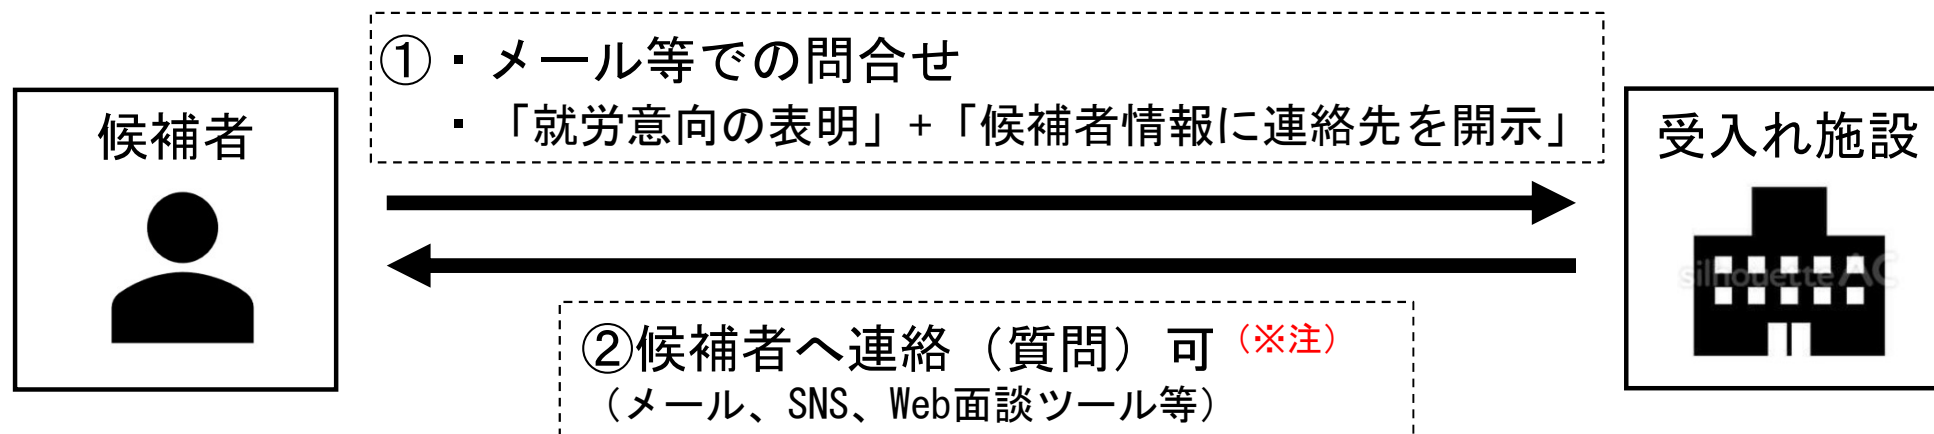 ①・メール等での問合せ
・「就労意向の表明」+「候補者情報に連絡先を開示」
候補者
受入れ施設
silhouette AC
②候補者へ連絡（質問）可（※注）
（メール、SNS、Web面談ツール等）